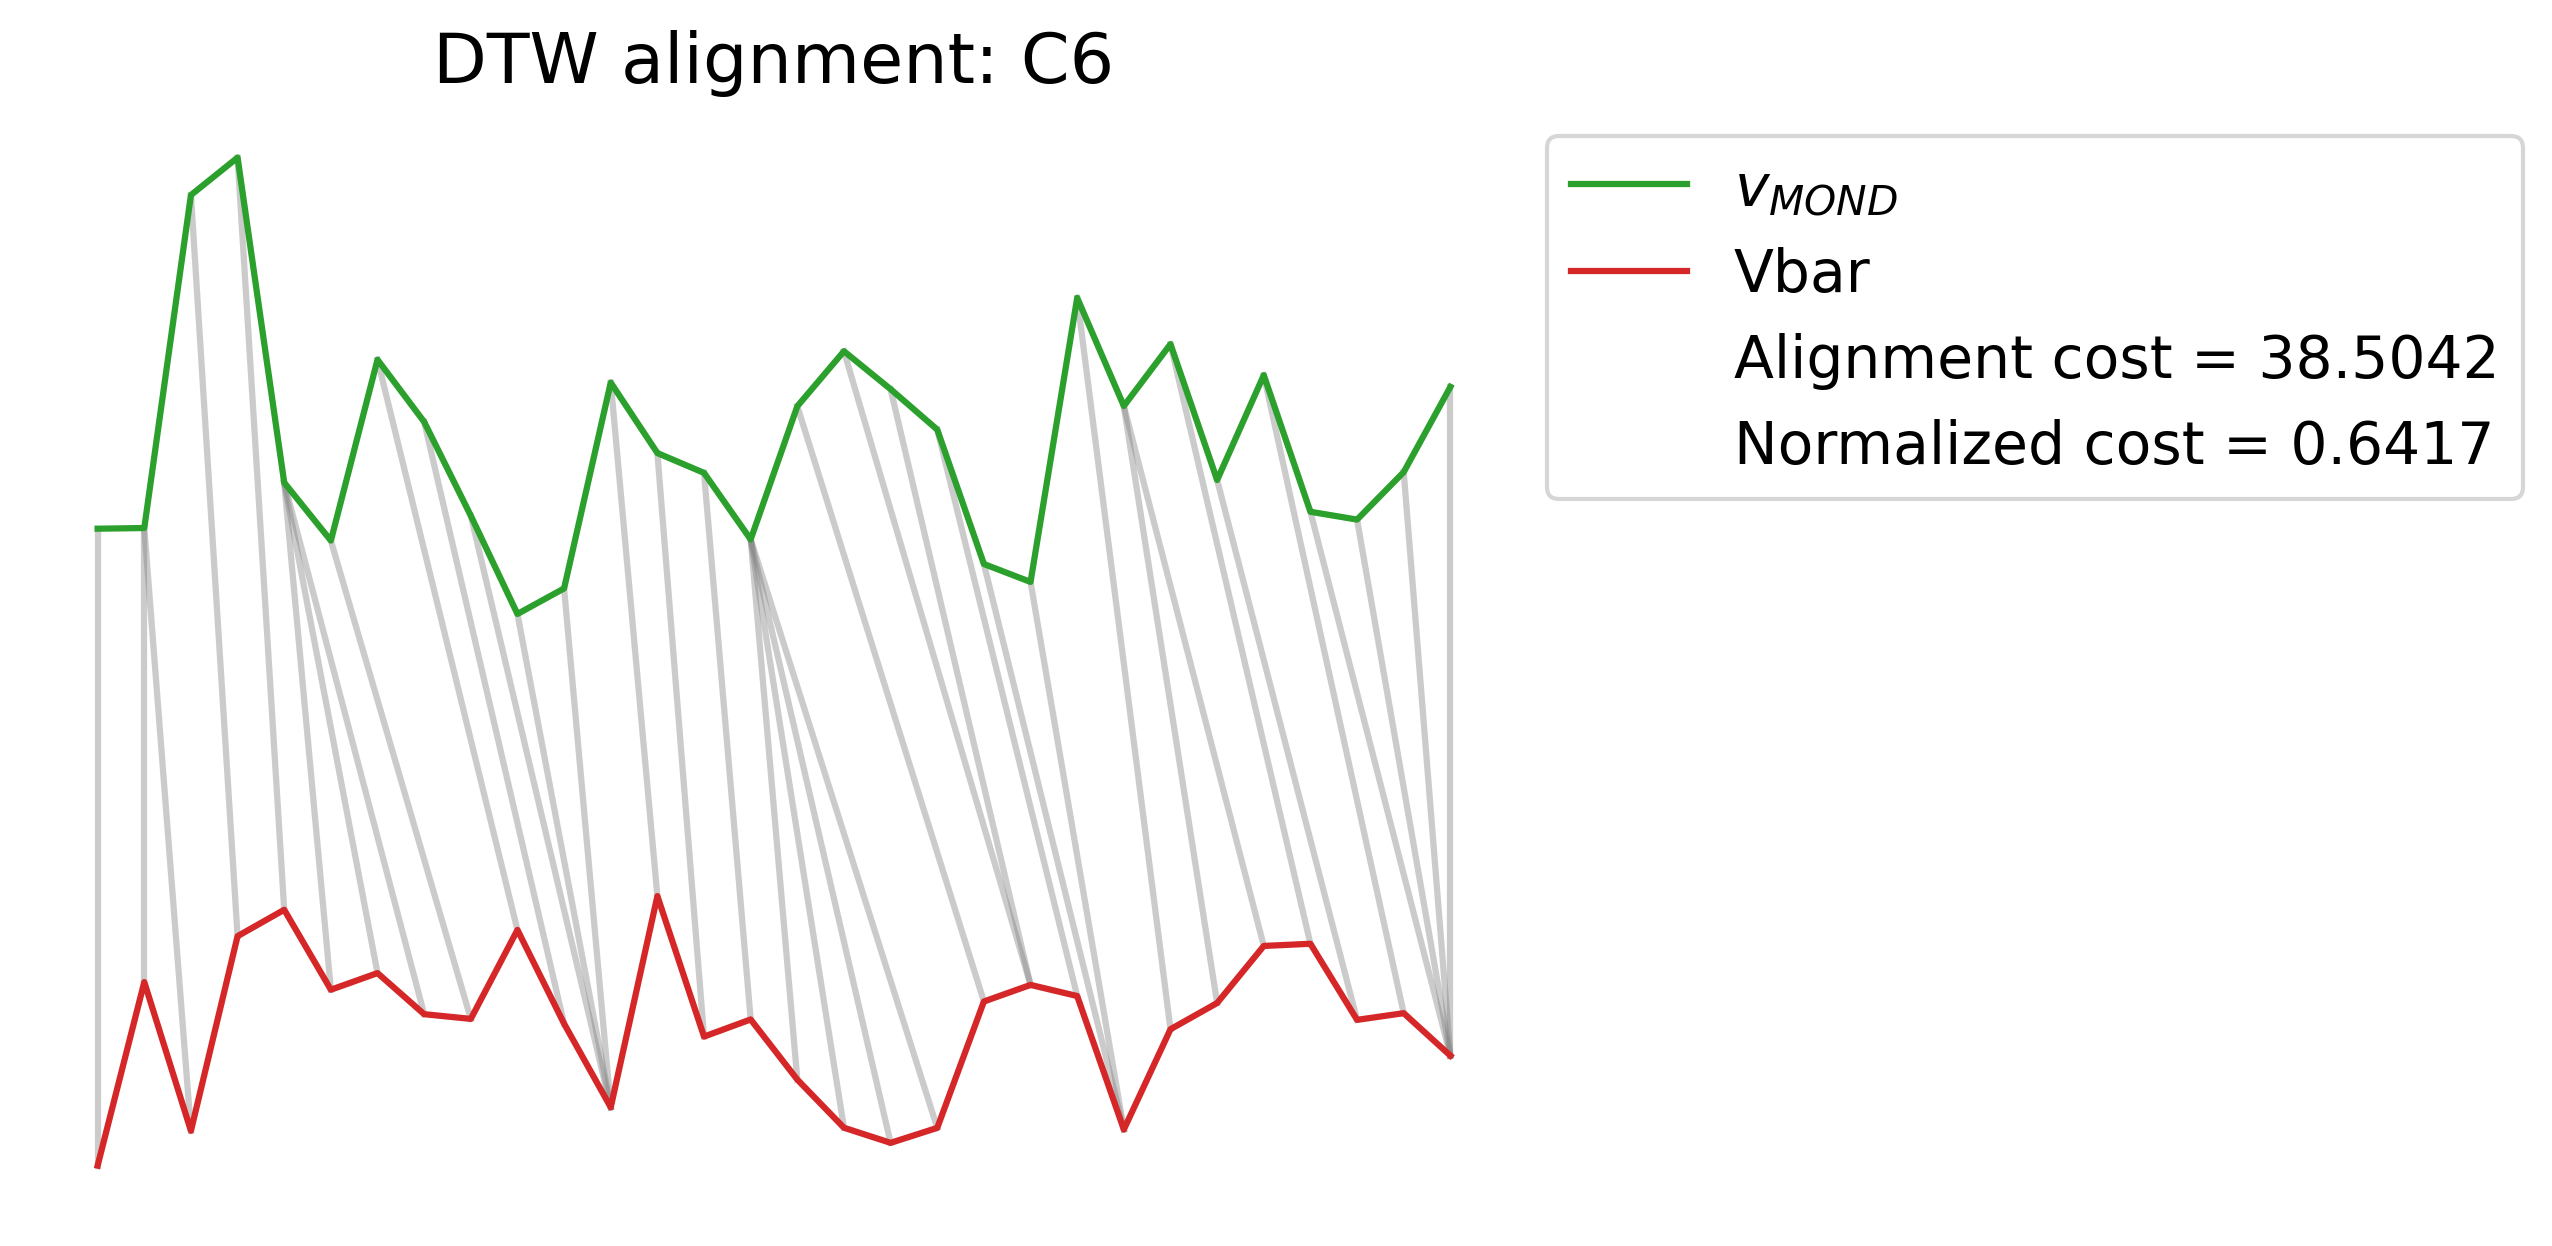 DTW alignment: C6
v_MOND
Vbar
Alignment cost = 38.5042
Normalized cost = 0.6417